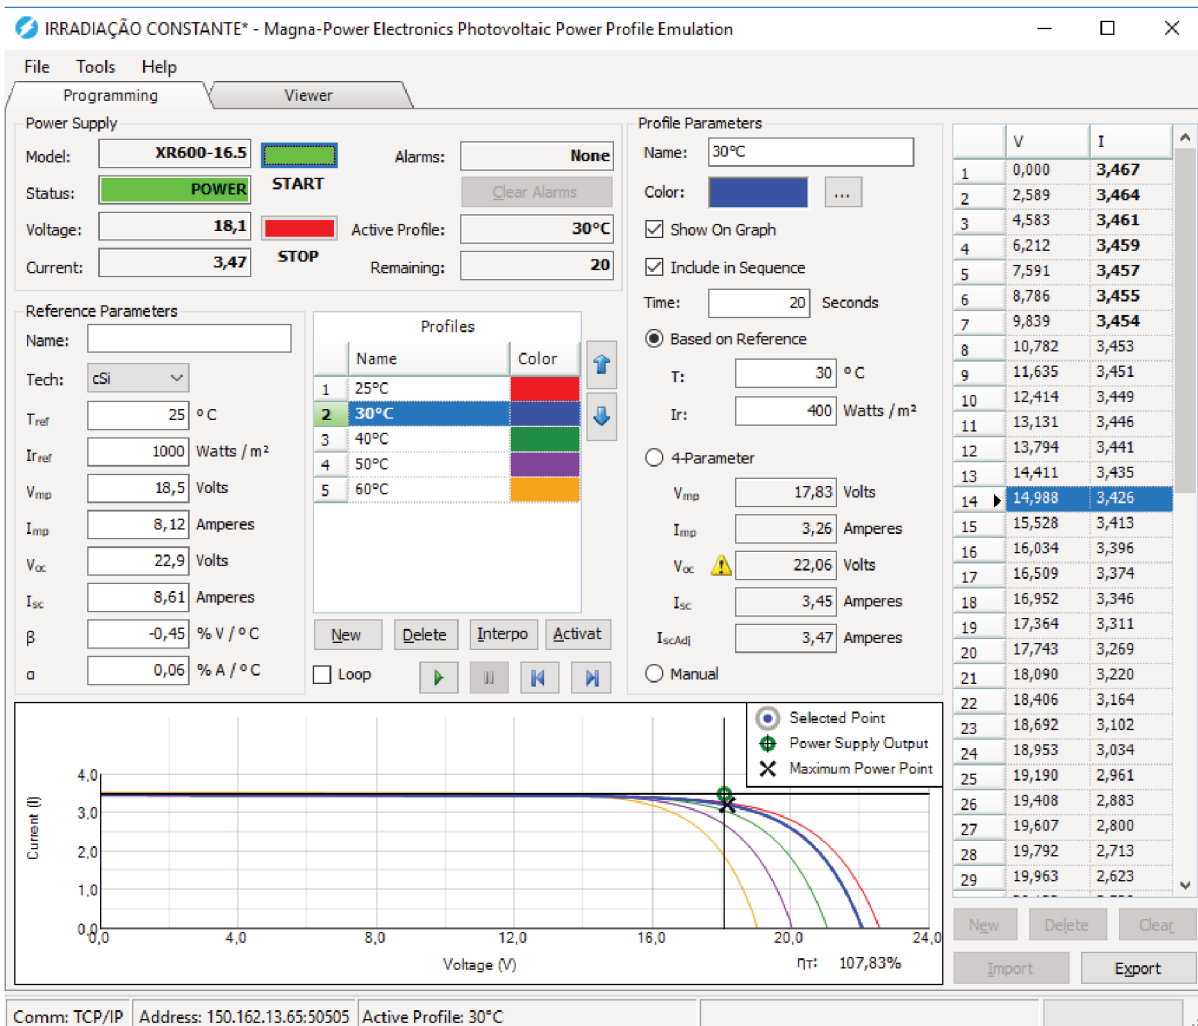 IRRADIAÇÃO CONSTANTE* - Magna-Power Electronics Photovoltaic Power Profile Emulation
File Tools Help
Programming Viewer
Power Supply
Model: XR600-16.5
START
Status: POWER
Voltage: 18,1
STOP
Current: 3,47
Alarms: None
Clear Alarms
Active Profile: 30°C
Remaining: 20
Reference Parameters
Name:
Tech: cSi
Tref 25 °C
Irref 1000 Watts / m²
Vmp 18,5 Volts
Imp 8,12 Amperes
Voc 22,9 Volts
Isc 8,61 Amperes
β -0,45 % V / °C
α 0,06 % A / °C
Profiles
Name Color
1 25°C
2 30°C
3 40°C
4 50°C
5 60°C
New Delete Interpo Activat
Loop
Profile Parameters
Name: 30°C
Color: ...
Show On Graph
Include in Sequence
Time: 20 Seconds
Based on Reference
T: 30 °C
Ir: 400 Watts / m²
4-Parameter
Vmp 17,83 Volts
Imp 3,26 Amperes
Voc 22,06 Volts
Isc 3,45 Amperes
IscAdj 3,47 Amperes
Manual
V I
1 0,000 3,467
2 2,589 3,464
3 4,583 3,461
4 6,212 3,459
5 7,591 3,457
6 8,786 3,455
7 9,839 3,454
8 10,782 3,453
9 11,635 3,451
10 12,414 3,449
11 13,131 3,446
12 13,794 3,441
13 14,411 3,435
14 14,988 3,426
15 15,528 3,413
16 16,034 3,396
17 16,509 3,374
18 16,952 3,346
19 17,364 3,311
20 17,743 3,269
21 18,090 3,220
22 18,406 3,164
23 18,692 3,102
24 18,953 3,034
25 19,190 2,961
26 19,408 2,883
27 19,607 2,800
28 19,792 2,713
29 19,963 2,623
New Delete Clear
Import Export
Selected Point
Power Supply Output
Maximum Power Point
Current (I)
4,0
3,0
2,0
1,0
0,0
0,0 4,0 8,0 12,0 16,0 20,0 24,0
Voltage (V)
ηT: 107,83%
Comm: TCP/IP Address: 150.162.13.65:50505 Active Profile: 30°C